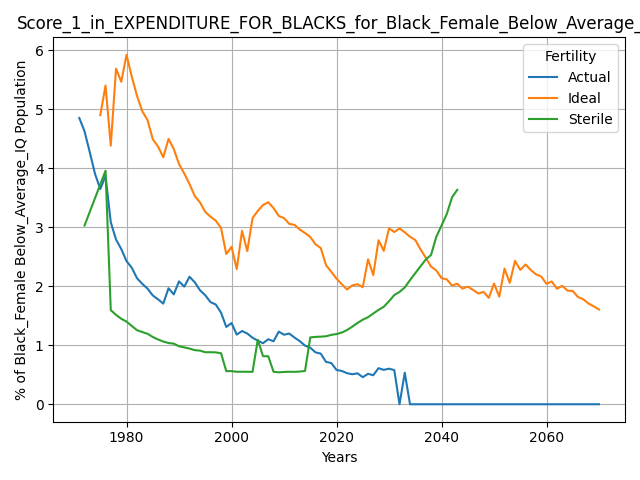 Score_1_in_EXPENDITURE_FOR_BLACKS_for_Black_Female_Below_Average_
% of Black_Female Below_Average_IQ Population
6
5
4
3
2
1
0
Fertility
Actual
Ideal
Sterile
1980
2000
2020
2040
2060
Years